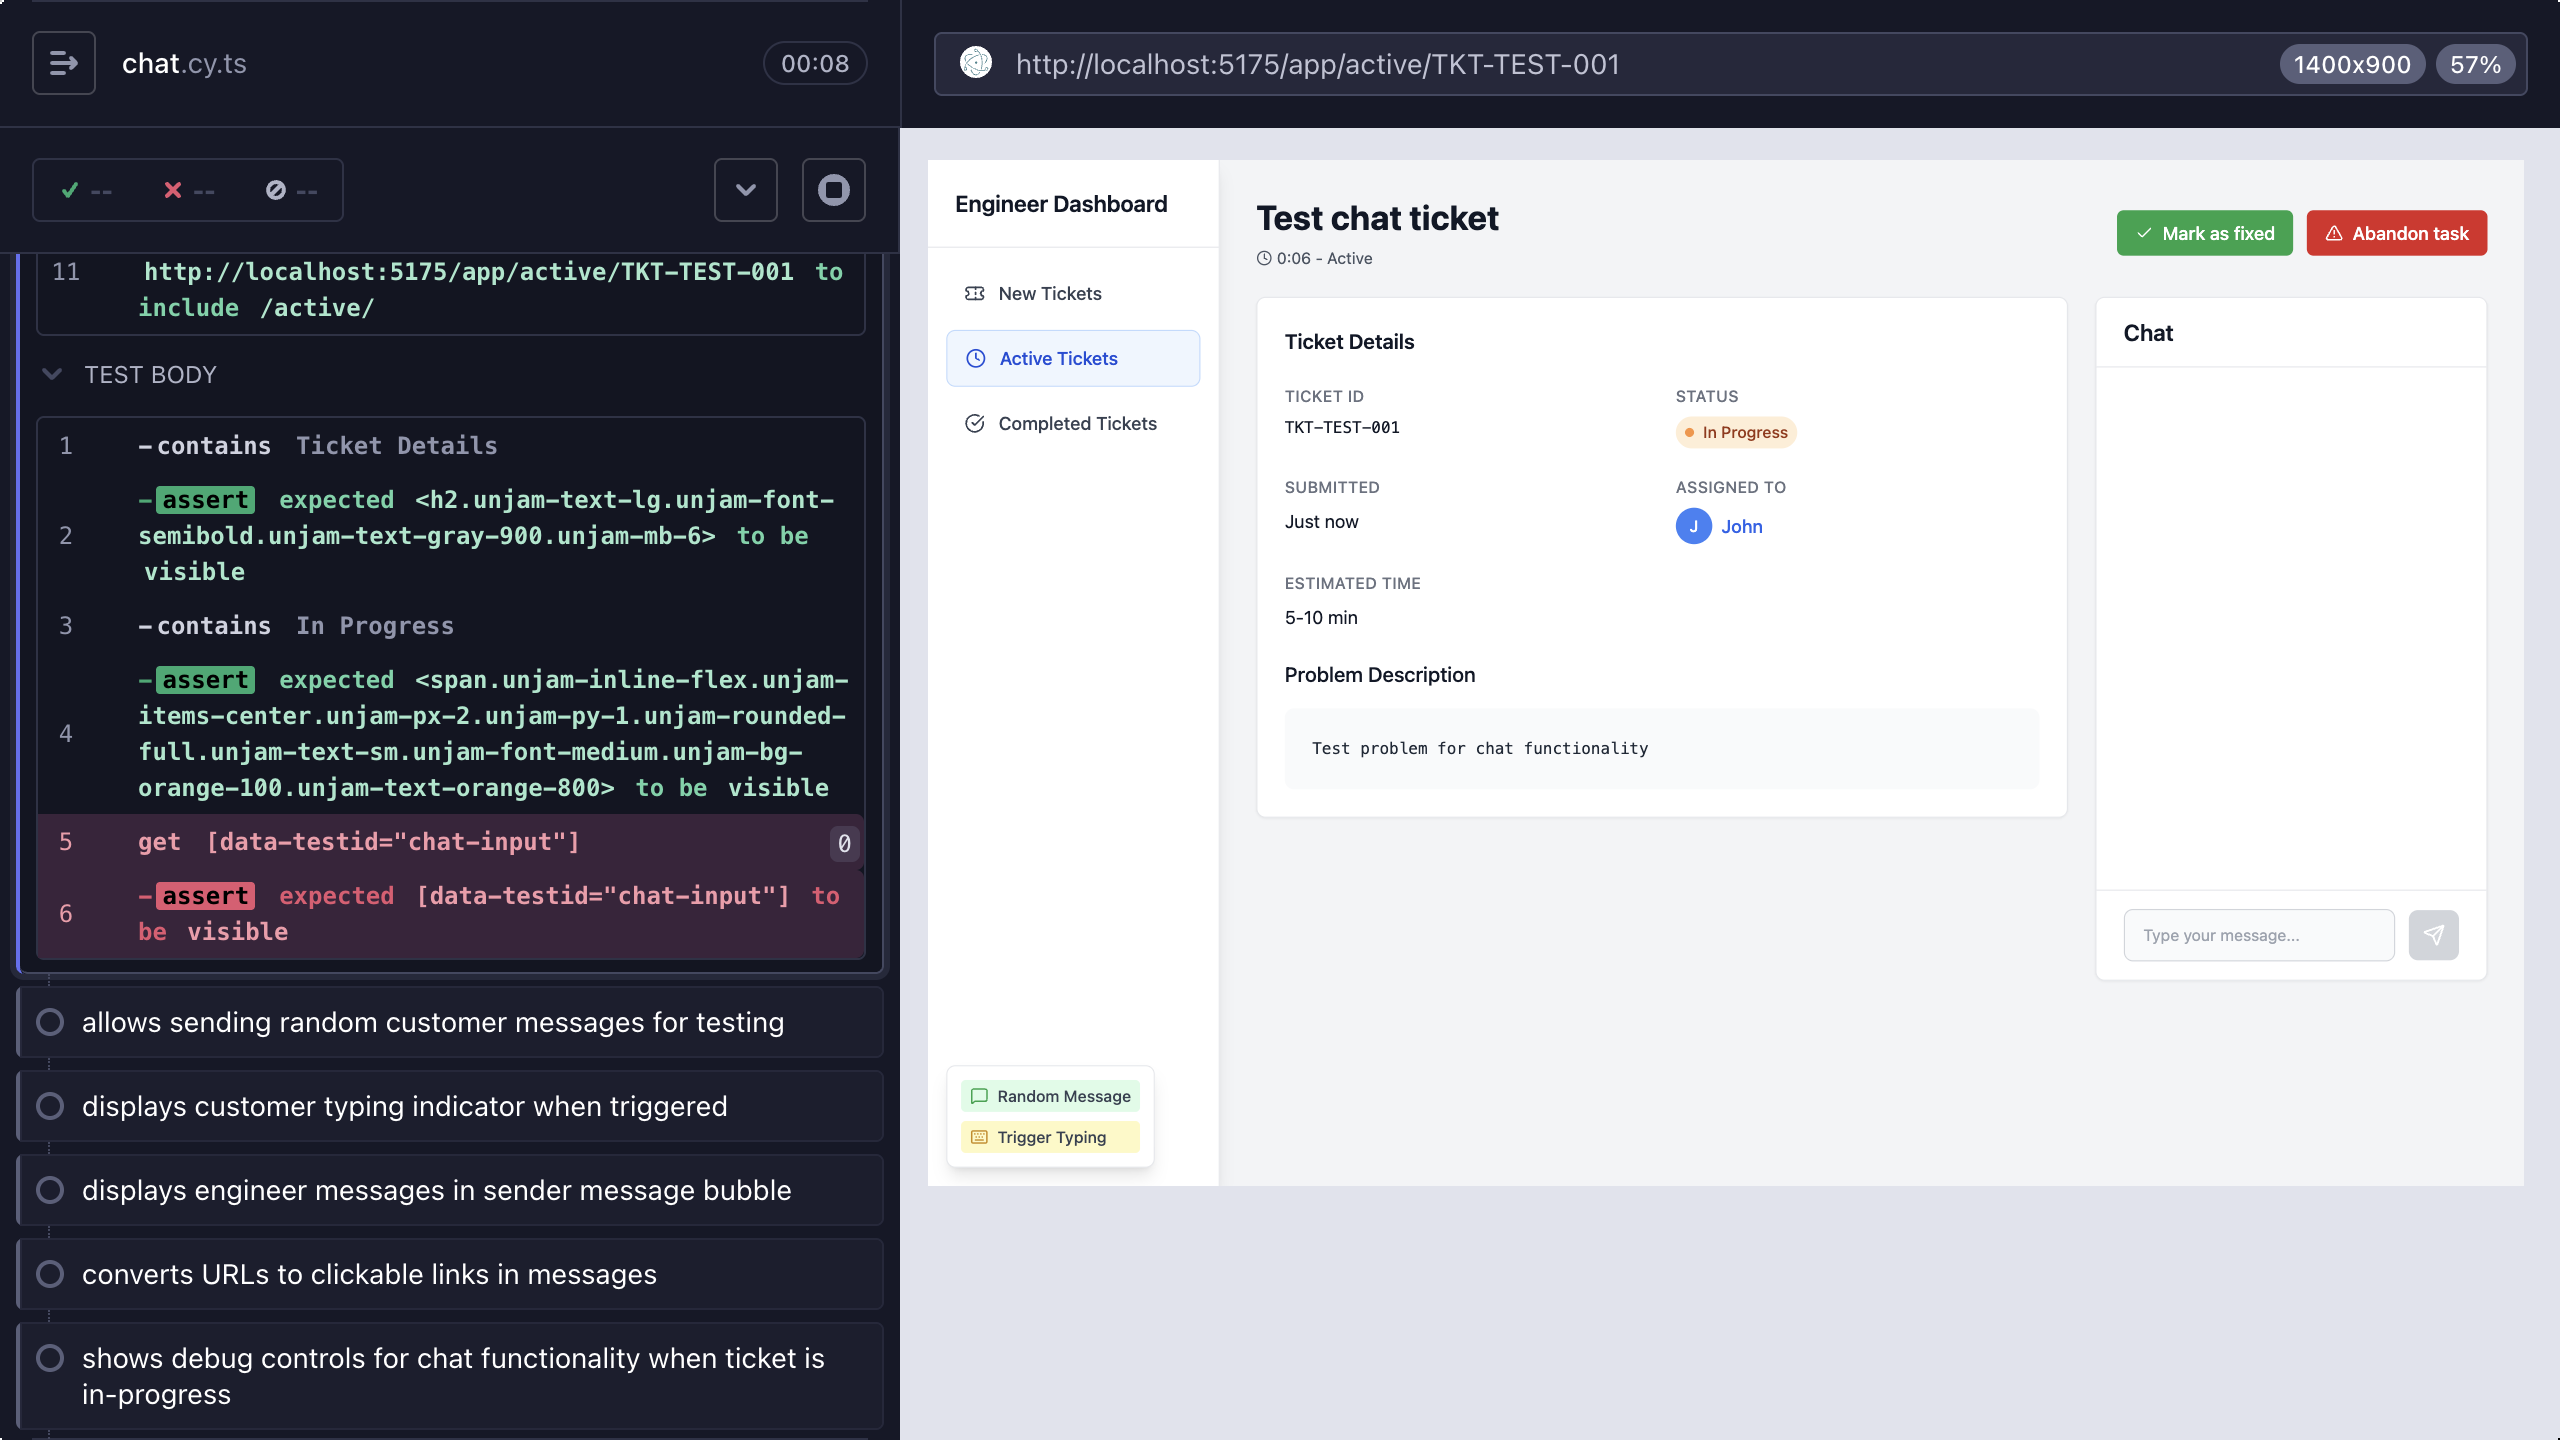 chat.cy.ts
00:08
--
--
--
11
http://localhost:5175/app/active/TKT-TEST-001 to
include /active/
TEST BODY
1
-contains Ticket Details
-assert expected <h2.unjam-text-lg.unjam-font-
2
semibold.unjam-text-gray-900.unjam-mb-6> to be
visible
3
-contains In Progress
-assert expected <span.unjam-inline-flex.unjam-
items-center.unjam-px-2.unjam-py-1.unjam-rounded-
4
full.unjam-text-sm.unjam-font-medium.unjam-bg-
orange-100.unjam-text-orange-800> to be visible
5
get [data-testid="chat-input"]
0
-assert expected [data-testid="chat-input"] to
6
be visible
allows sending random customer messages for testing
displays customer typing indicator when triggered
displays engineer messages in sender message bubble
converts URLs to clickable links in messages
shows debug controls for chat functionality when ticket is
in-progress
http://localhost:5175/app/active/TKT-TEST-001
1400x900
57%
Engineer Dashboard
New Tickets
Active Tickets
Completed Tickets
Random Message
Trigger Typing
Test chat ticket
0:06 - Active
Mark as fixed
Abandon task
Ticket Details
TICKET ID
TKT-TEST-001
STATUS
In Progress
SUBMITTED
Just now
ASSIGNED TO
J
John
ESTIMATED TIME
5-10 min
Problem Description
Test problem for chat functionality
Chat
Type your message...